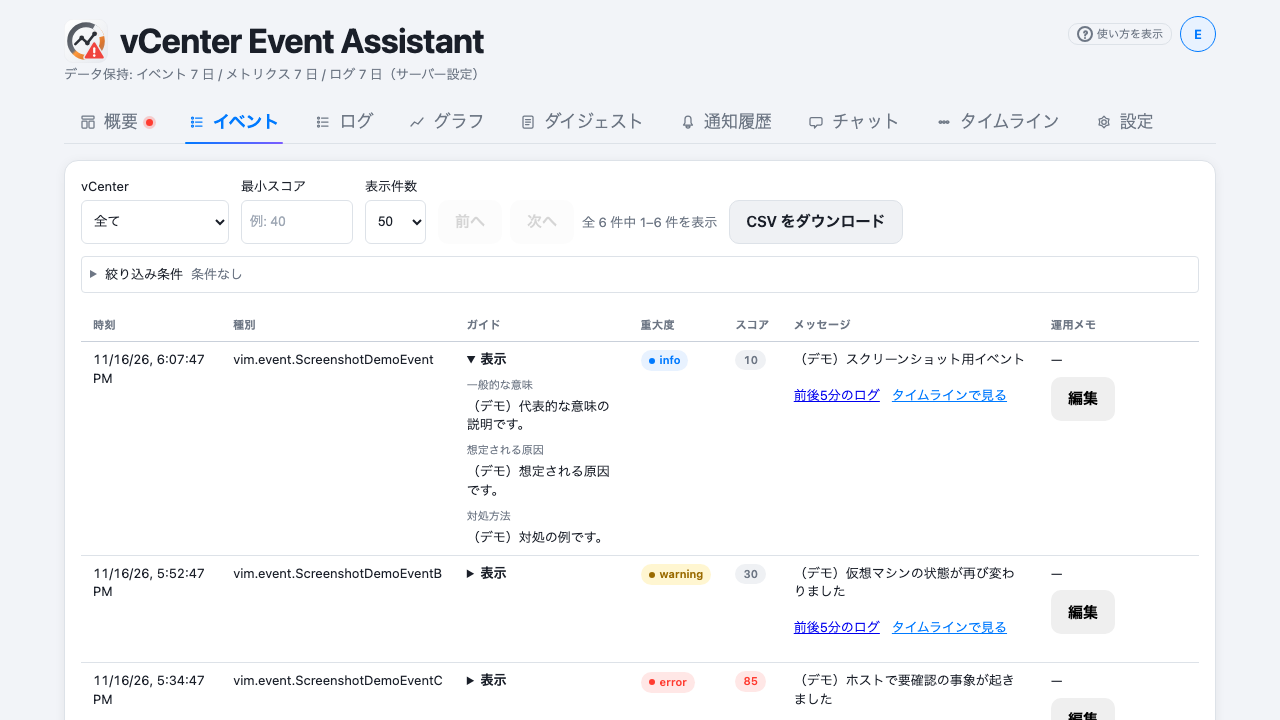 vCenter Event Assistant
データ保持: イベント 7 日 / メトリクス 7 日 / ログ 7 日（サーバー設定）
使い方を表示
E
概要
イベント
ログ
グラフ
ダイジェスト
通知履歴
チャット
タイムライン
設定
vCenter
最小スコア
表示件数
全て
例: 40
50
前へ
次へ
全 6 件中 1–6 件を表示
CSV をダウンロード
絞り込み条件 条件なし
時刻 種別 ガイド 重大度 スコア メッセージ 運用メモ
11/16/26, 6:07:47 PM
vim.event.ScreenshotDemoEvent
表示
一般的な意味
（デモ）代表的な意味の
説明です。
想定される原因
（デモ）想定される原因
です。
対処方法
（デモ）対処の例です。
info
10
（デモ）スクリーンショット用イベント
前後5分のログ タイムラインで見る
—
編集
11/16/26, 5:52:47 PM
vim.event.ScreenshotDemoEventB
表示
warning
30
（デモ）仮想マシンの状態が再び変わ
りました
前後5分のログ タイムラインで見る
—
編集
11/16/26, 5:34:47 PM
vim.event.ScreenshotDemoEventC
表示
error
85
（デモ）ホストで要確認の事象が起き
ました
—
編集